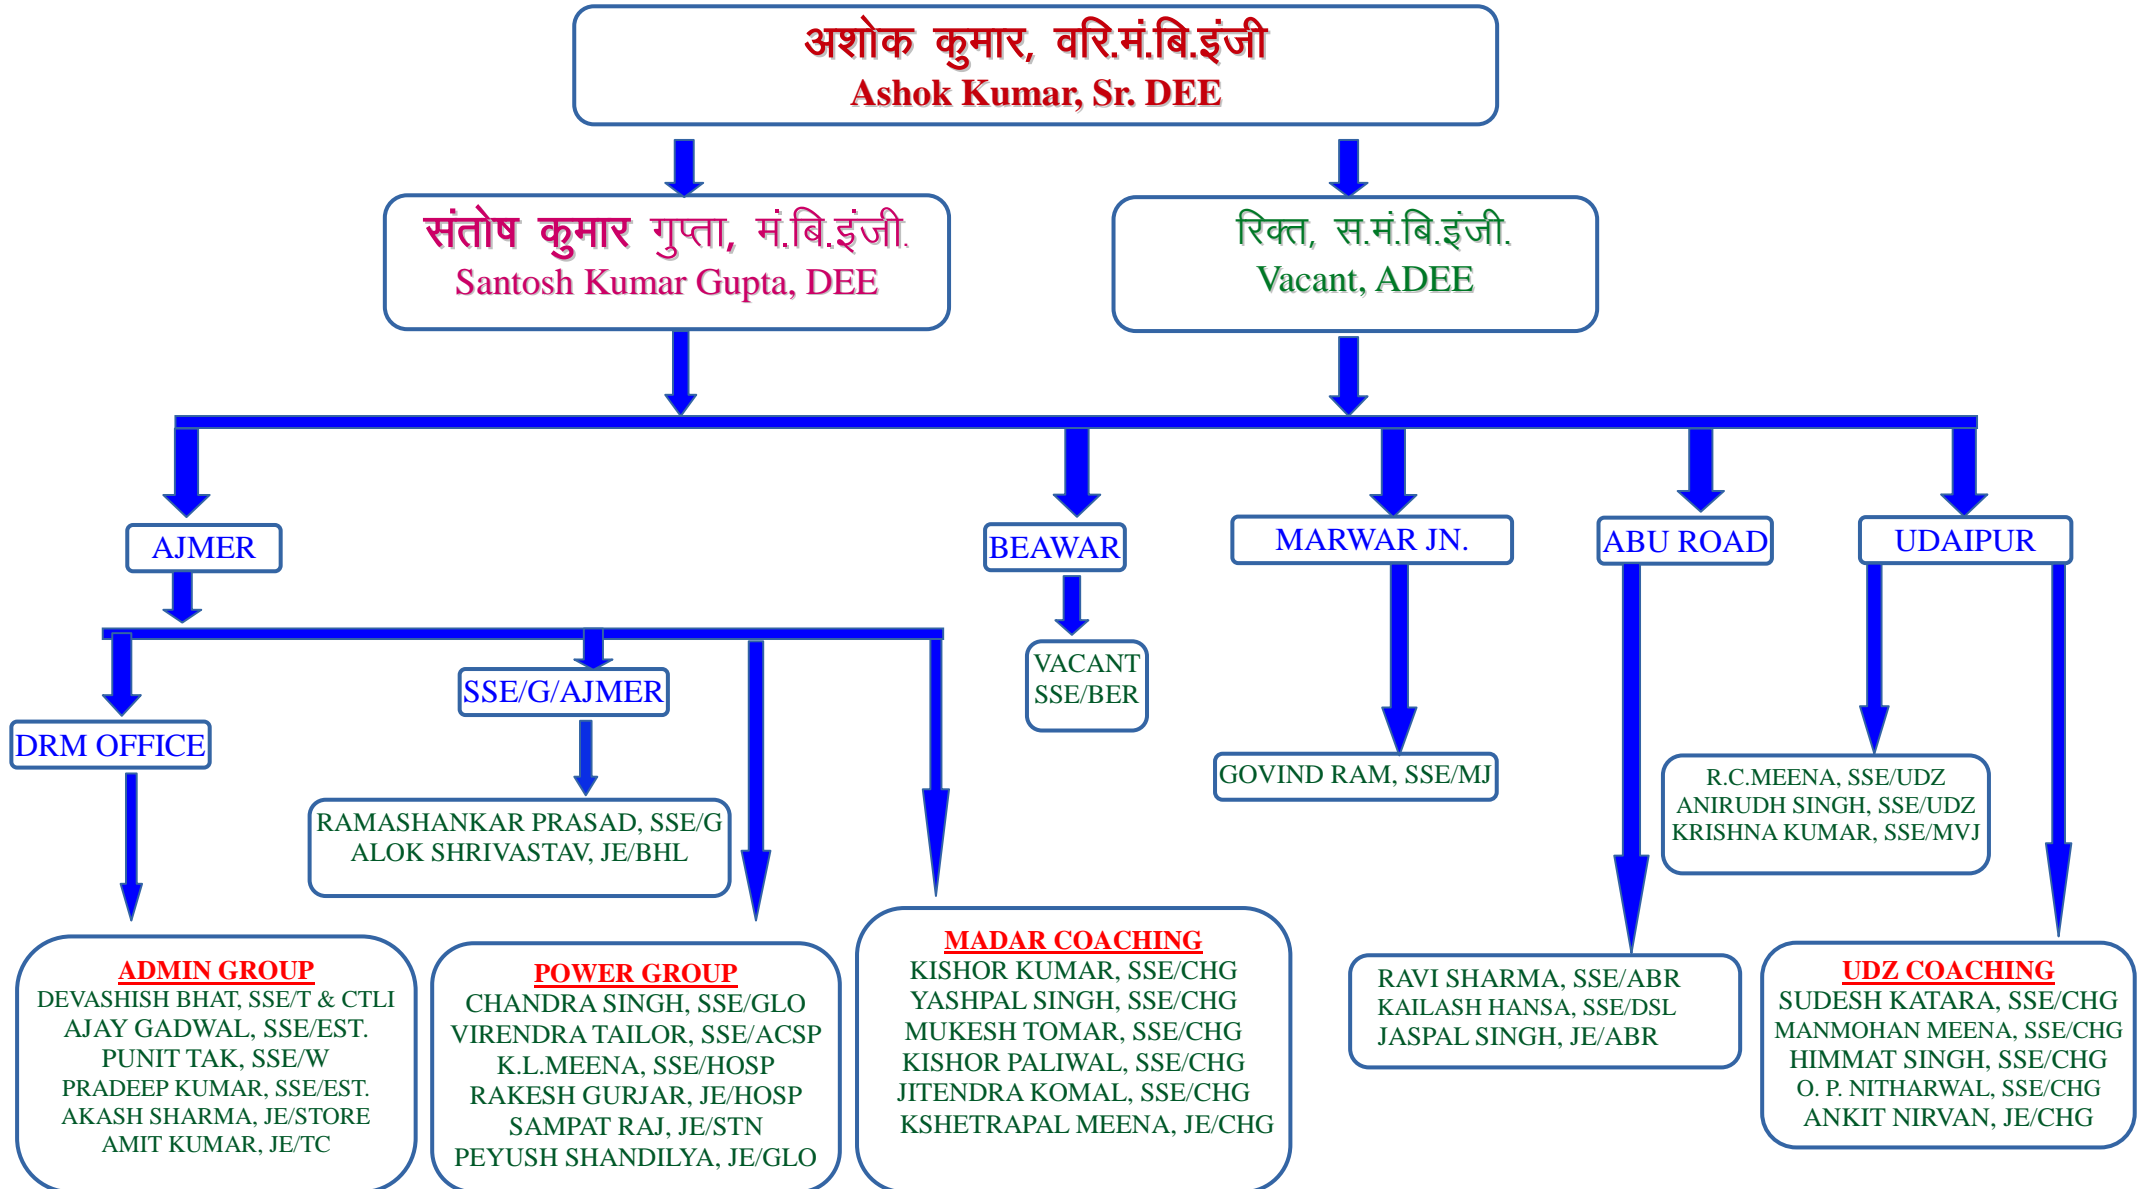 अशोक कुमार, वरि.मं.बि.इंजी
Ashok Kumar, Sr. DEE
संतोष कुमार गुप्ता, मं.बि.इंजी.
Santosh Kumar Gupta, DEE
रिक्त, स.मं.बि.इंजी.
Vacant, ADEE
AJMER
BEAWAR
MARWAR JN.
ABU ROAD
UDAIPUR
DRM OFFICE
SSE/G/AJMER
VACANT
SSE/BER
GOVIND RAM, SSE/MJ
R.C.MEENA, SSE/UDZ
ANIRUDH SINGH, SSE/UDZ
KRISHNA KUMAR, SSE/MVJ
RAMASHANKAR PRASAD, SSE/G
ALOK SHRIVASTAV, JE/BHL
ADMIN GROUP
DEVASHISH BHAT, SSE/T & CTLI
AJAY GADWAL, SSE/EST.
PUNIT TAK, SSE/W
PRADEEP KUMAR, SSE/EST.
AKASH SHARMA, JE/STORE
AMIT KUMAR, JE/TC
POWER GROUP
CHANDRA SINGH, SSE/GLO
VIRENDRA TAILOR, SSE/ACSP
K.L.MEENA, SSE/HOSP
RAKESH GURJAR, JE/HOSP
SAMPAT RAJ, JE/STN
PEYUSH SHANDILYA, JE/GLO
MADAR COACHING
KISHOR KUMAR, SSE/CHG
YASHPAL SINGH, SSE/CHG
MUKESH TOMAR, SSE/CHG
KISHOR PALIWAL, SSE/CHG
JITENDRA KOMAL, SSE/CHG
KSHETRAPAL MEENA, JE/CHG
RAVI SHARMA, SSE/ABR
KAILASH HANSA, SSE/DSL
JASPAL SINGH, JE/ABR
UDZ COACHING
SUDESH KATARA, SSE/CHG
MANMOHAN MEENA, SSE/CHG
HIMMAT SINGH, SSE/CHG
O. P. NITHARWAL, SSE/CHG
ANKIT NIRVAN, JE/CHG